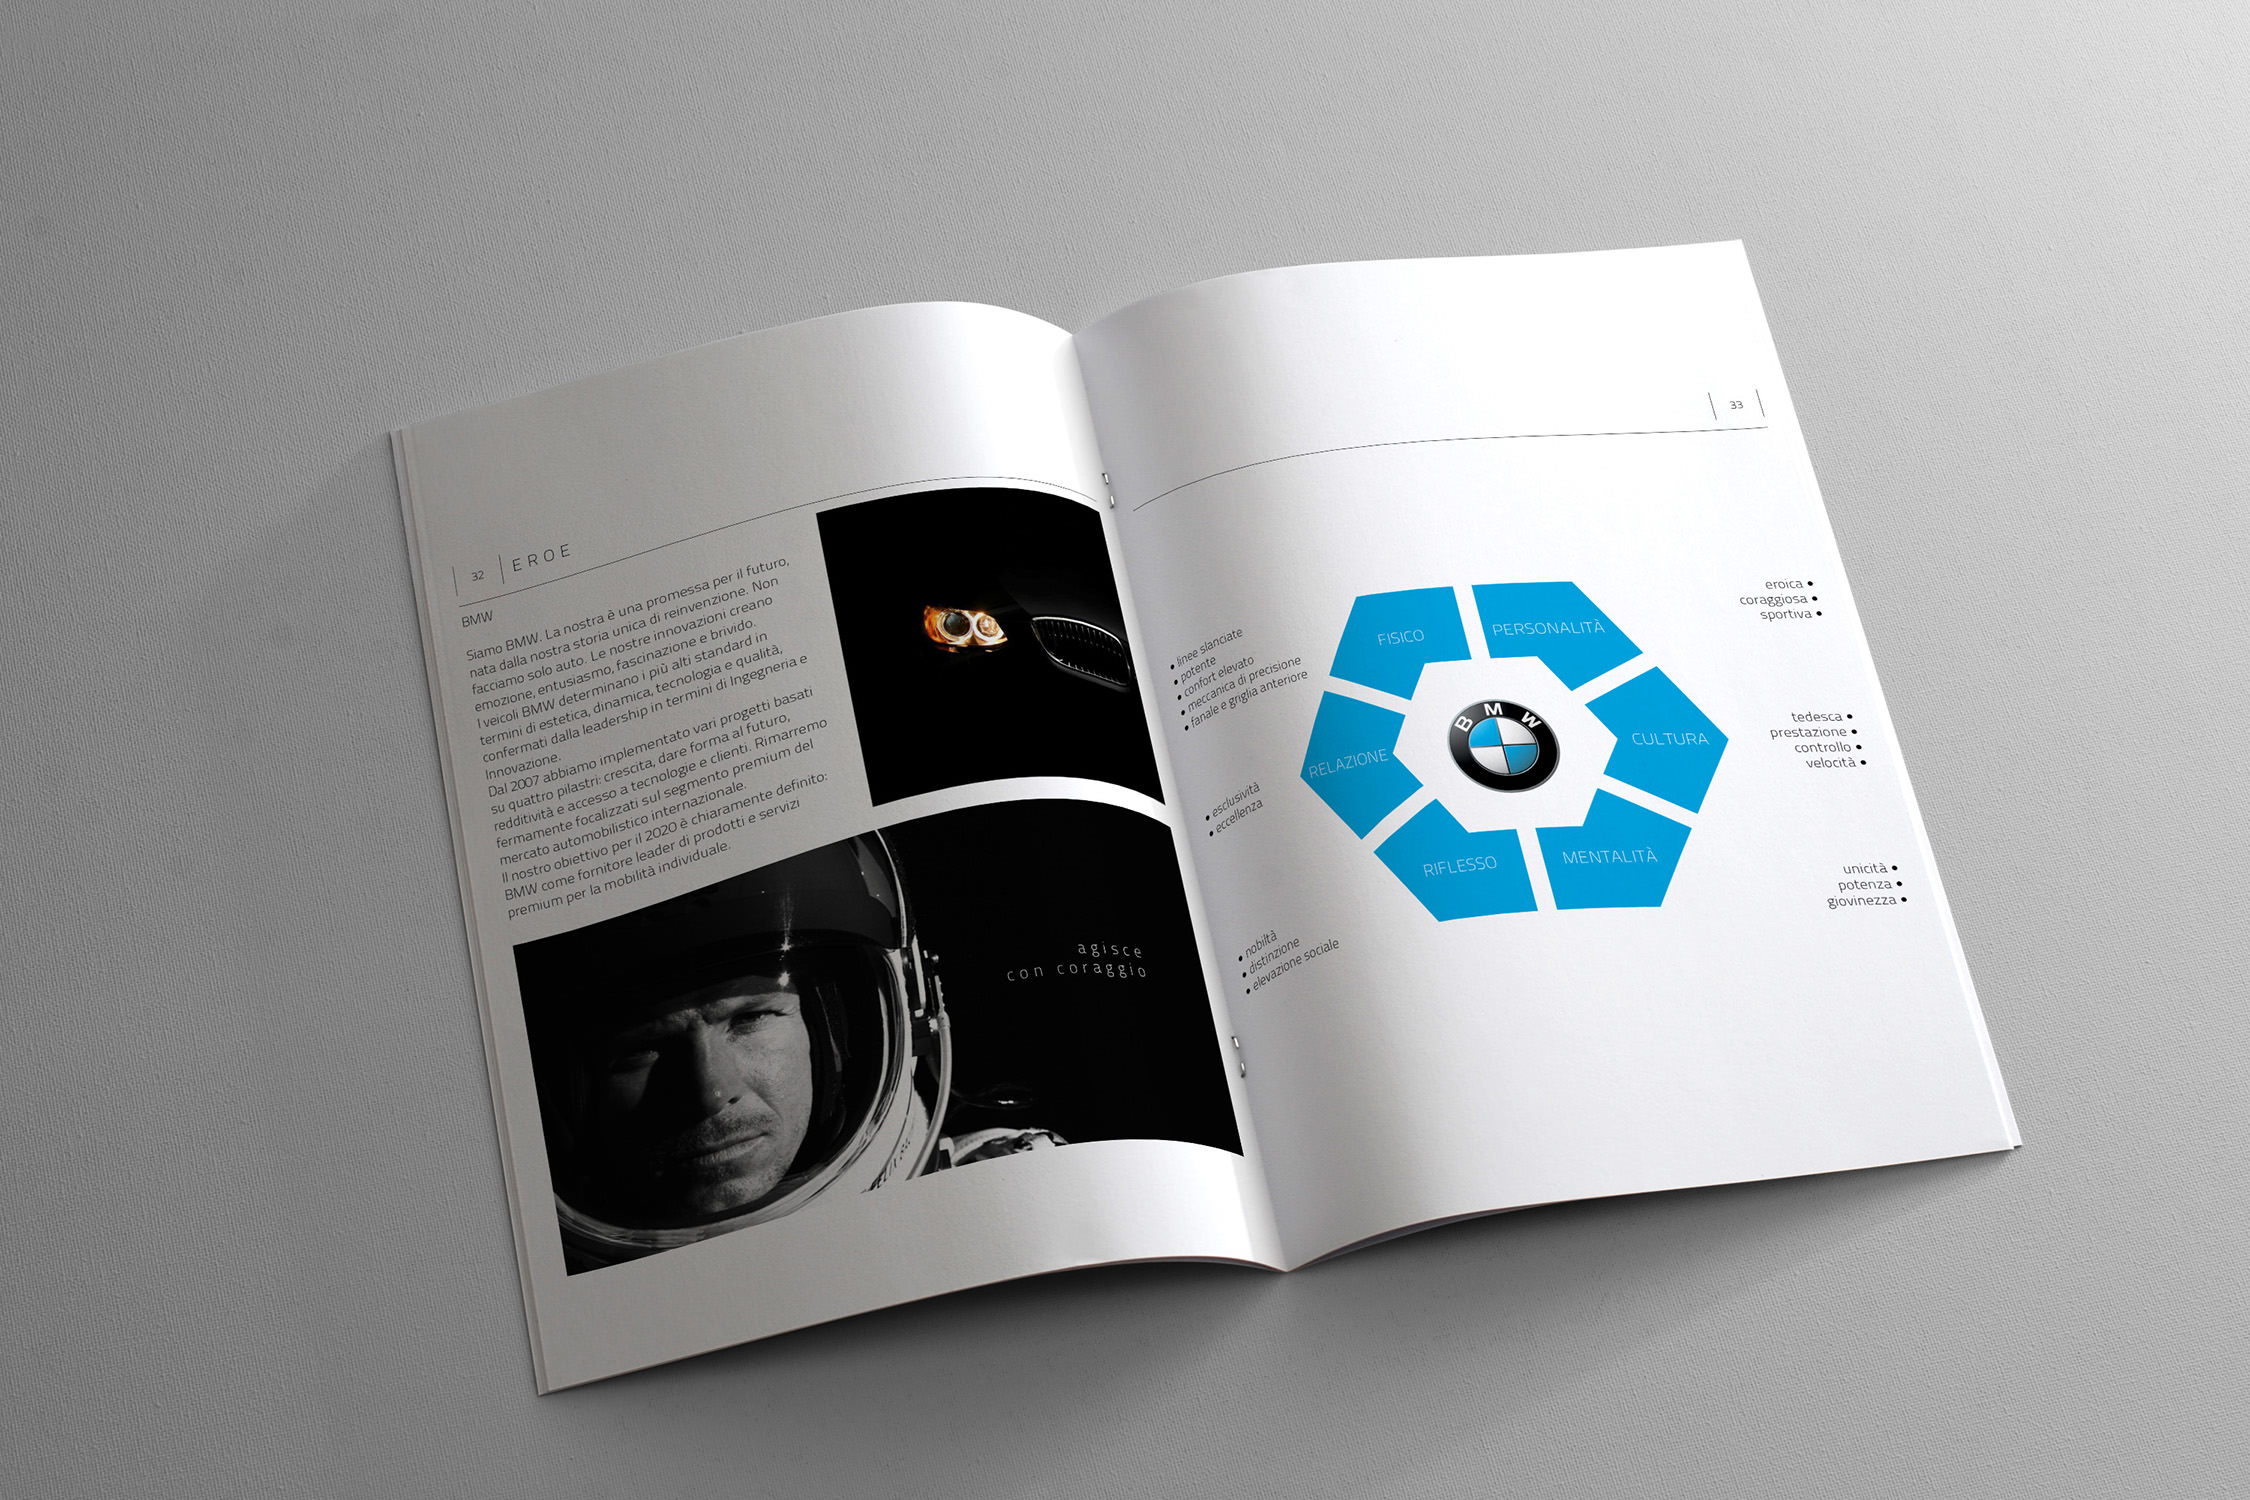 32
EROE
BMW
Siamo BMW. La nostra è una promessa per il futuro,
nata dalla nostra storia unica di reinvenzione. Non
facciamo solo auto. Le nostre innovazioni creano
emozione, entusiasmo, fascinazione e brivido.
I veicoli BMW determinano i più alti standard in
termini di estetica, dinamica, tecnologia e qualità,
confermati dalla leadership in termini di Ingegneria e
Innovazione.
Dal 2007 abbiamo implementato vari progetti basati
su quattro pilastri: crescita, dare forma al futuro,
redditività e accesso a tecnologie e clienti. Rimarremo
fermamente focalizzati sul segmento premium del
mercato automobilistico internazionale.
Il nostro obiettivo per il 2020 è chiaramente definito:
BMW come fornitore leader di prodotti e servizi
premium per la mobilità individuale.
agisce
con coraggio
33
• linee slanciate
• potente
• confort elevato
• meccanica di precisione
• fanale e griglia anteriore
• esclusività
• eccellenza
• nobiltà
• distinzione
• elevazione sociale
FISICO
PERSONALITÀ
RELAZIONE
BMW
CULTURA
RIFLESSO
MENTALITÀ
eroica •
coraggiosa •
sportiva •
tedesca •
prestazione •
controllo •
velocità •
unicità •
potenza •
giovinezza •